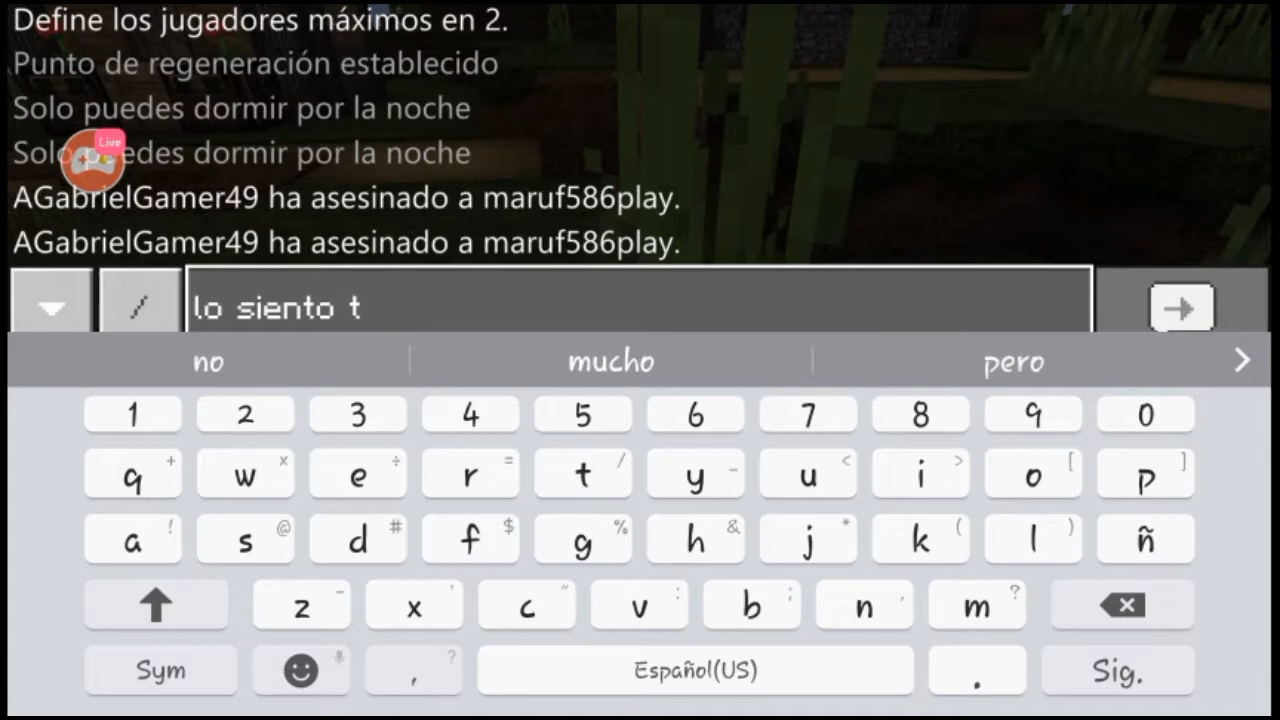 Define los jugadores máximos en 2.
Punto de regeneración establecido
Solo puedes dormir por la noche
Live
Solo puedes dormir por la noche
AGabrielGamer49 ha asesinado a maruf586play.
AGabrielGamer49 ha asesinado a maruf586play.
/ lo siento t
no mucho pero
1 2 3 4 5 6 7 8 9 0
q + w x e ÷ r = t / y - u < i > o [ p ]
a ! s @ d # f $ g % h & j * k ( l ) ñ
z - x ' c " v : b ; n , m ?
Sym , ? Español(US) . Sig.